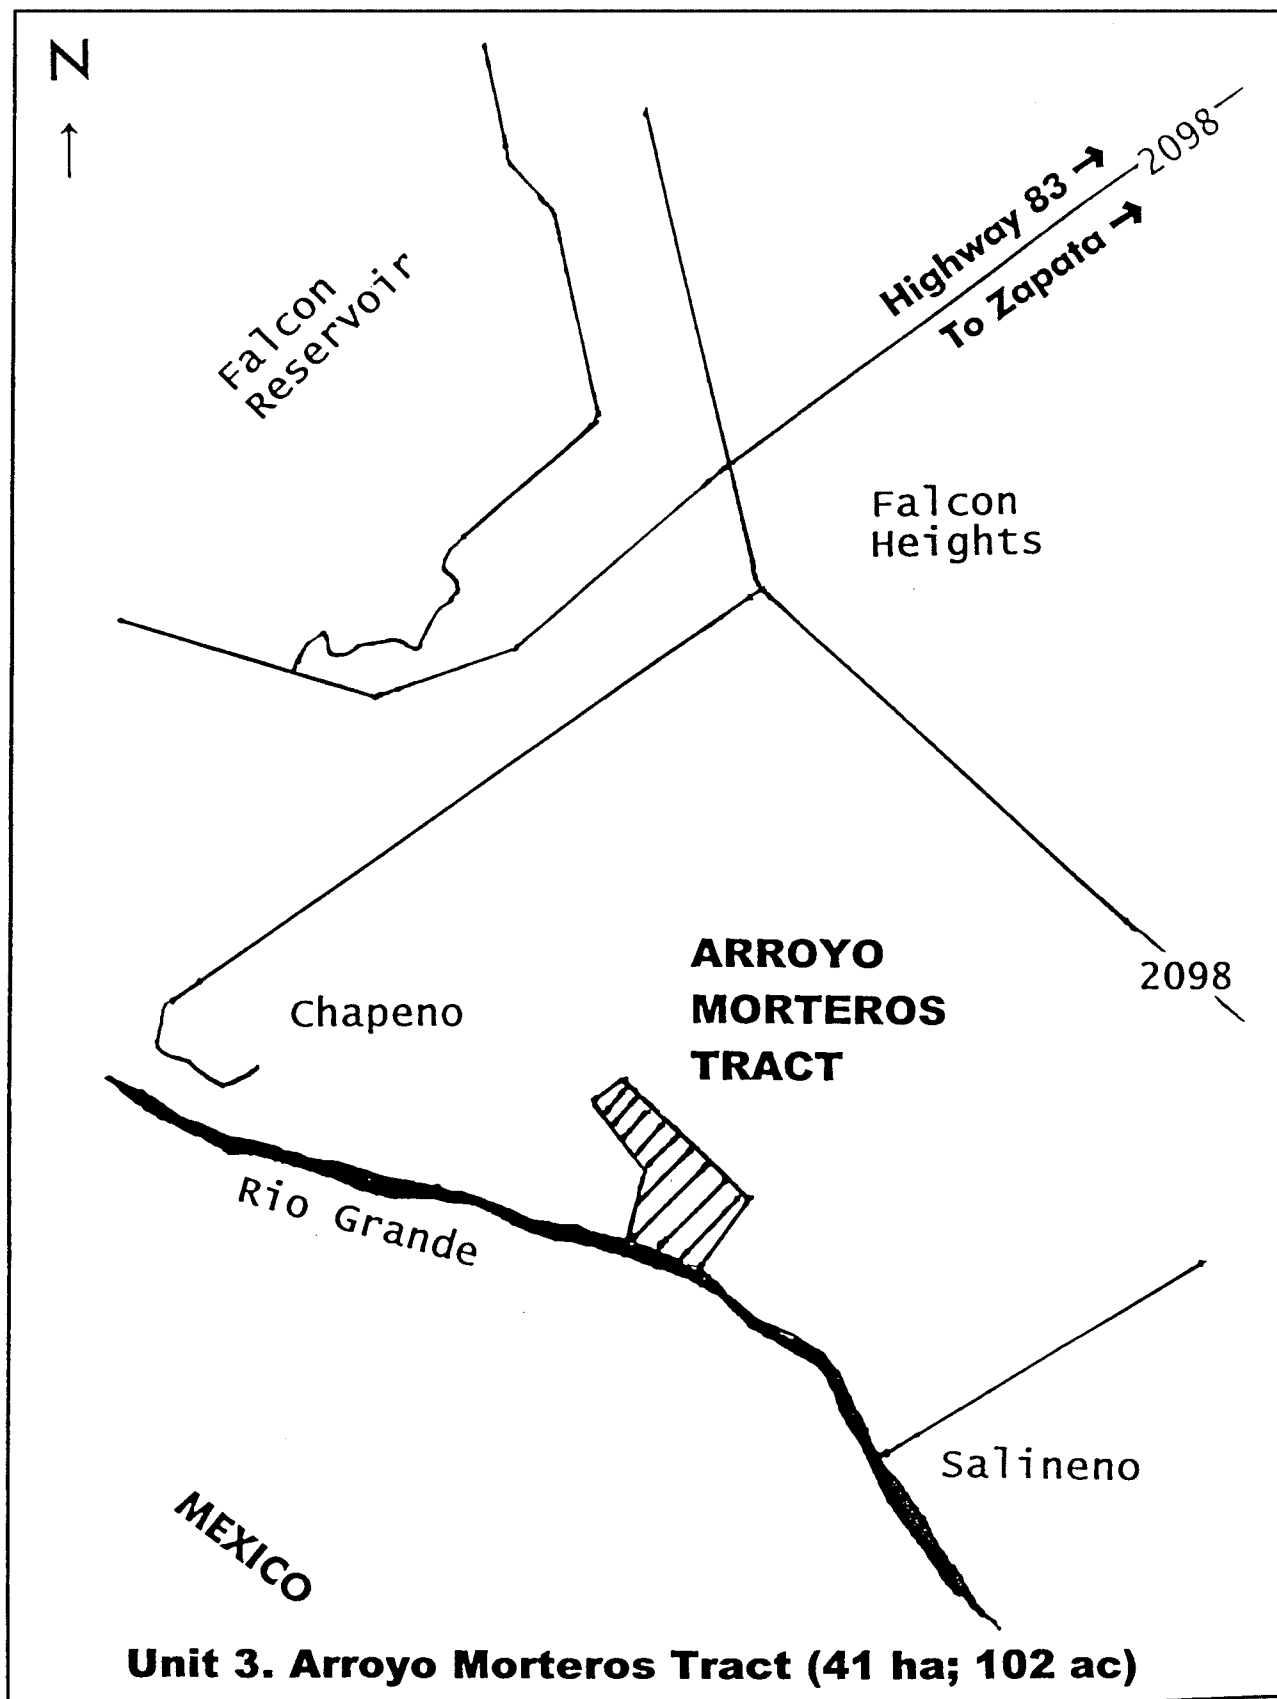 N
2098
Highway 83
To Zapata
Falcon
Reservoir
Falcon
Heights
ARROYO
MORTEROS
TRACT
2098
Chapeno
Rio Grande
Salineno
MEXICO
Unit 3. Arroyo Morteros Tract (41 ha; 102 ac)